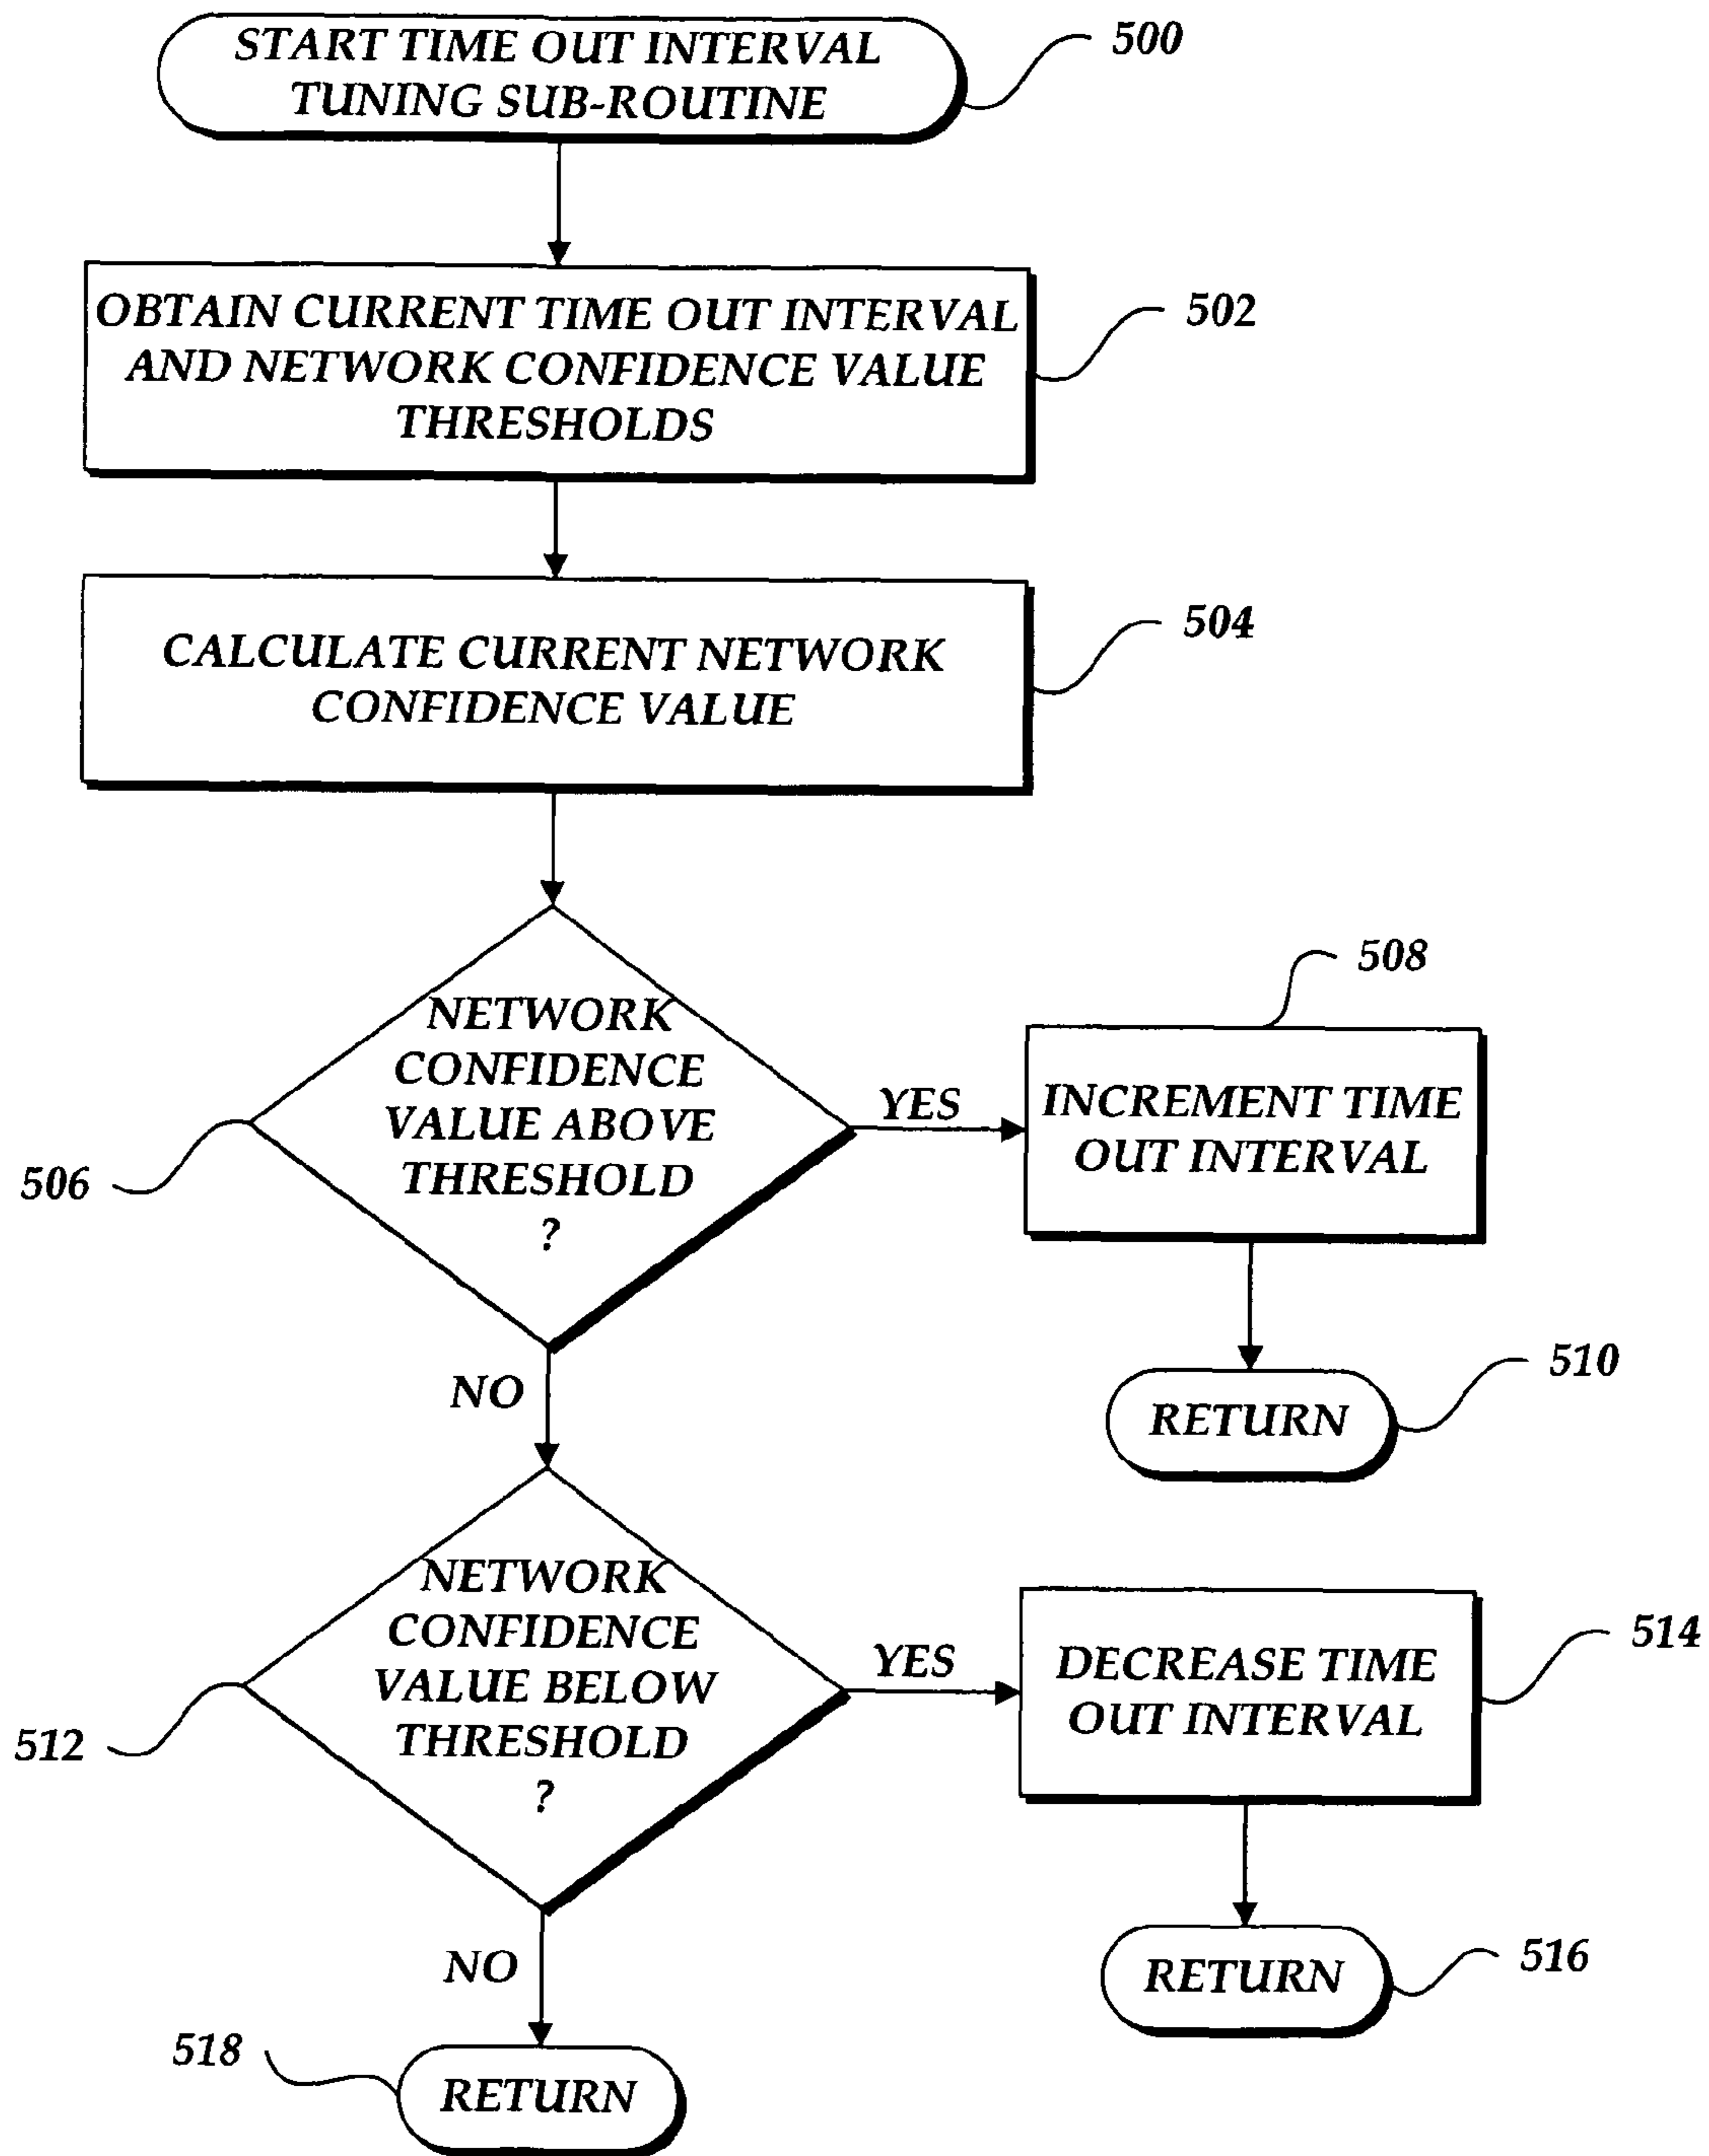 START TIME OUT INTERVAL
TUNING SUB-ROUTINE
500
OBTAIN CURRENT TIME OUT INTERVAL
AND NETWORK CONFIDENCE VALUE
THRESHOLDS
502
CALCULATE CURRENT NETWORK
CONFIDENCE VALUE
504
NETWORK
CONFIDENCE
VALUE ABOVE
THRESHOLD
?
506
YES
508
INCREMENT TIME
OUT INTERVAL
510
RETURN
NO
NETWORK
CONFIDENCE
VALUE BELOW
THRESHOLD
?
512
YES
DECREASE TIME
OUT INTERVAL
514
RETURN
516
NO
518
RETURN